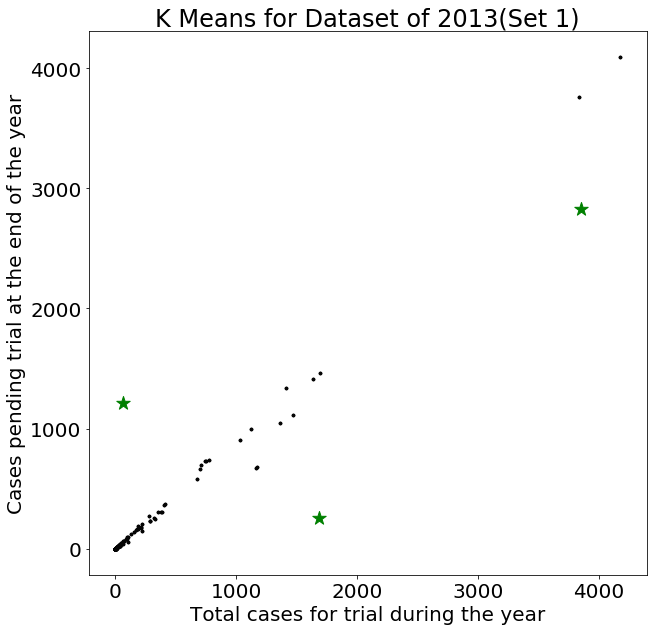 K Means for Dataset of 2013(Set 1)
Cases pending trial at the end of the year
4000
3000
2000
1000
0
0 1000 2000 3000 4000
Total cases for trial during the year